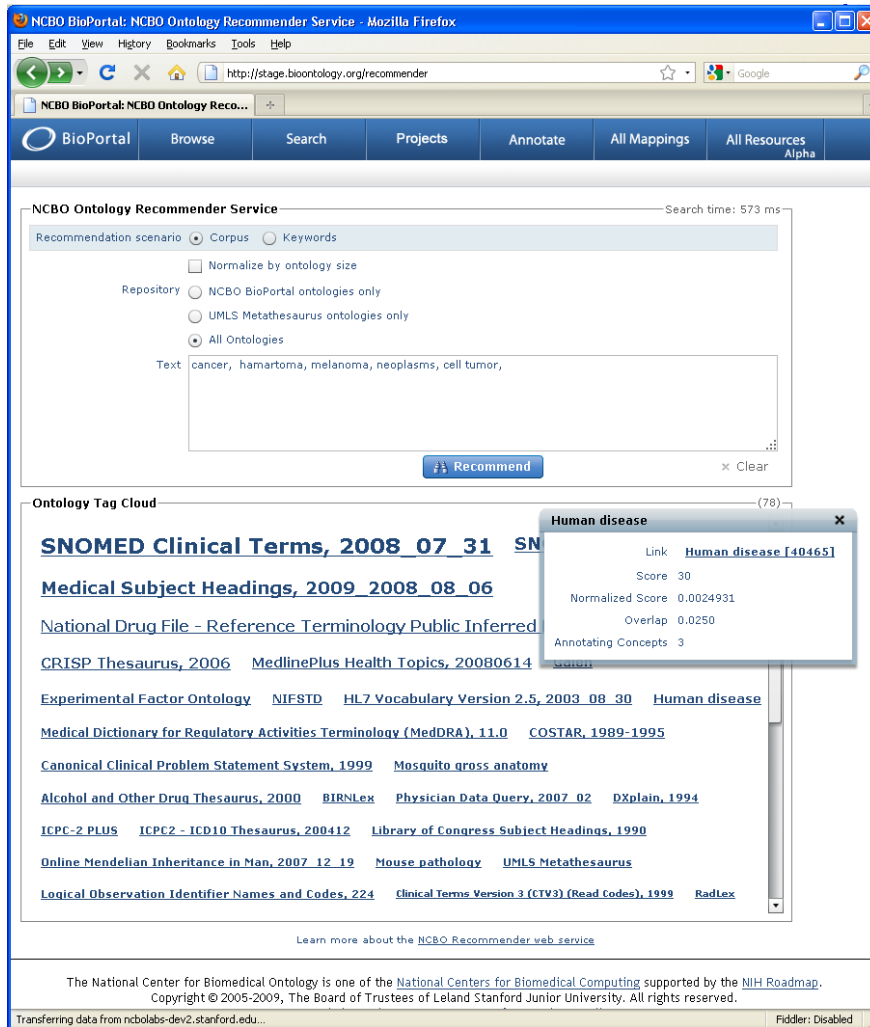 NCBO BioPortal: NCBO Ontology Recommender Service - Mozilla Firefox
File Edit View History Bookmarks Tools Help
http://stage.bioontology.org/recommender Google
NCBO BioPortal: NCBO Ontology Reco...
BioPortal Browse Search Projects Annotate All Mappings All Resources
Alpha
NCBO Ontology Recommender Service Search time: 573 ms
Recommendation scenario Corpus Keywords
Normalize by ontology size
Repository NCBO BioPortal ontologies only
UMLS Metathesaurus ontologies only
All Ontologies
Text cancer, hamartoma, melanoma, neoplasms, cell tumor,
Recommend × Clear
Ontology Tag Cloud (78)
Human disease
Link Human disease [40465]
Score 30
Normalized Score 0.0024931
Overlap 0.0250
Annotating Concepts 3
SNOMED Clinical Terms, 2008_07_31 SN
Medical Subject Headings, 2009_2008_08_06
National Drug File - Reference Terminology Public Inferred
CRISP Thesaurus, 2006 MedlinePlus Health Topics, 20080614
Experimental Factor Ontology NIFSTD HL7 Vocabulary Version 2.5, 2003_08_30 Human disease
Medical Dictionary for Regulatory Activities Terminology (MedDRA), 11.0 COSTAR, 1989-1995
Canonical Clinical Problem Statement System, 1999 Mosquito gross anatomy
Alcohol and Other Drug Thesaurus, 2000 BIRNLex Physician Data Query, 2007_02 DXplain, 1994
ICPC-2 PLUS ICPC2 - ICD10 Thesaurus, 200412 Library of Congress Subject Headings, 1990
Online Mendelian Inheritance in Man, 2007_12_19 Mouse pathology UMLS Metathesaurus
Logical Observation Identifier Names and Codes, 224 Clinical Terms Version 3 (CTV3) (Read Codes), 1999 RadLex
Learn more about the NCBO Recommender web service
The National Center for Biomedical Ontology is one of the National Centers for Biomedical Computing supported by the NIH Roadmap.
Copyright © 2005-2009, The Board of Trustees of Leland Stanford Junior University. All rights reserved.
Transferring data from ncbolabs-dev2.stanford.edu... Fiddler: Disabled